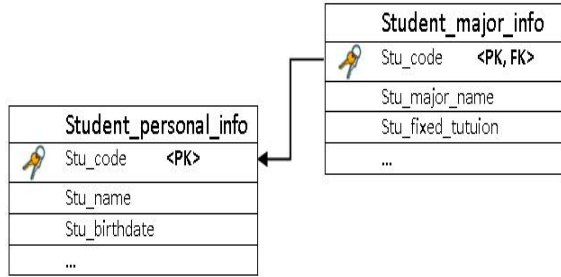 Student_major_info
Stu_code <PK, FK>
Stu_major_name
Stu_fixed_tutuion
...
Student_personal_info
Stu_code <PK>
Stu_name
Stu_birthdate
...